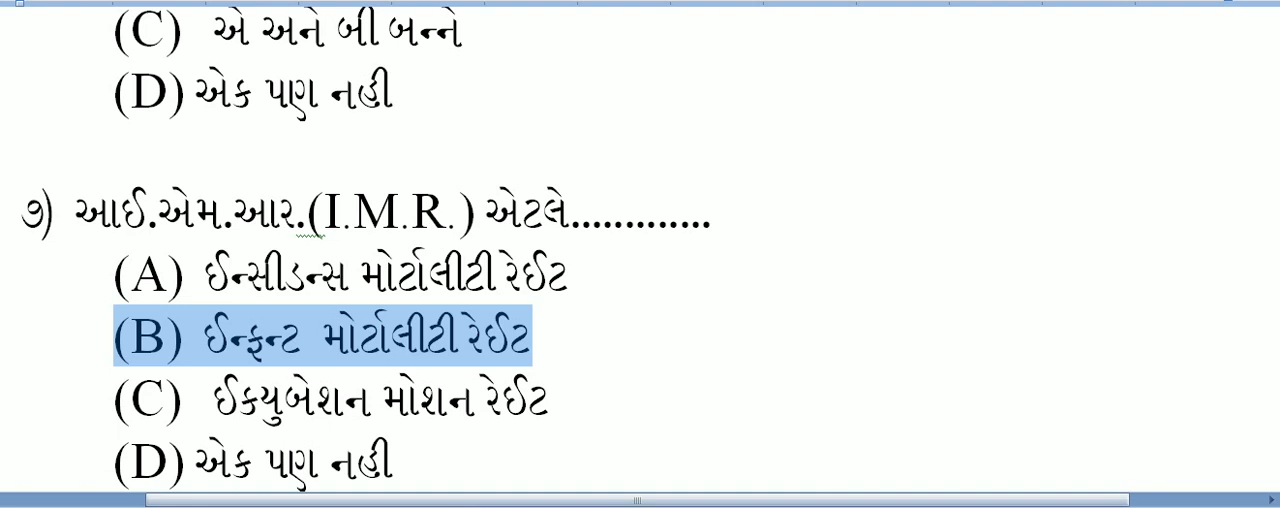 (C) એ અને બી બન્ને
(D) એક પણ નહી
૭) આઈ.એમ.આર.(I.M.R.) એટલે.............
(A) ઈન્સીડન્સ મોર્ટાલીટી રેઈટ
(B) ઈન્ફન્ટ મોર્ટાલીટી રેઈટ
(C) ઈકયુબેશન મોશન રેઈટ
(D) એક પણ નહી